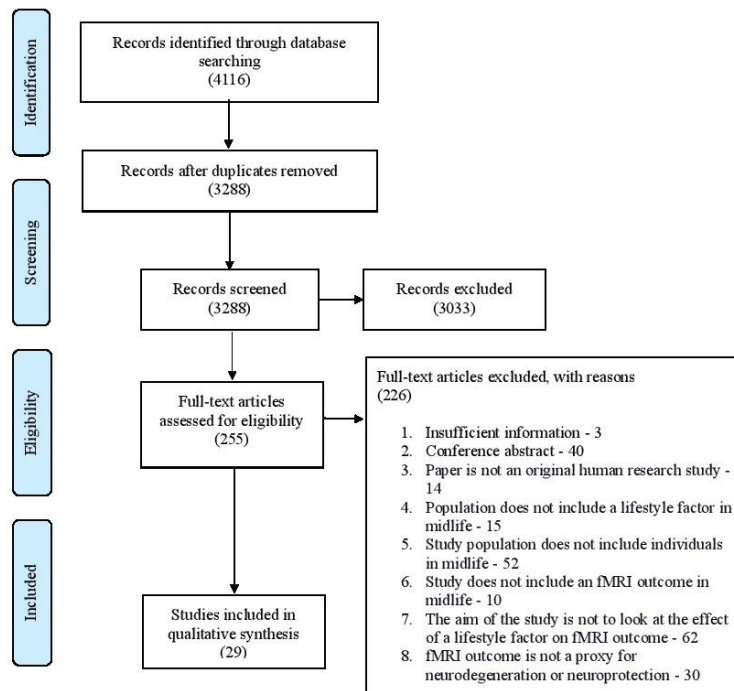 Identification
Records identified through database
searching
(4116)
Records after duplicates removed
(3288)
Screening
Records screened
(3288)
Records excluded
(3033)
Eligibility
Full-text articles
assessed for eligibility
(255)
Full-text articles excluded, with reasons
(226)
1. Insufficient information - 3
2. Conference abstract - 40
3. Paper is not an original human research study -
14
4. Population does not include a lifestyle factor in
midlife - 15
5. Study population does not include individuals
in midlife - 52
6. Study does not include an fMRI outcome in
midlife - 10
7. The aim of the study is not to look at the effect
of a lifestyle factor on fMRI outcome - 62
8. fMRI outcome is not a proxy for
neurodegeneration or neuroprotection - 30
Included
Studies included in
qualitative synthesis
(29)